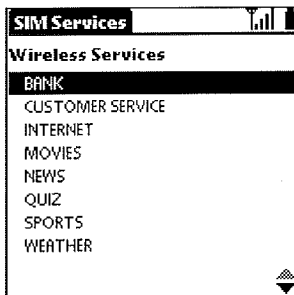 SIM Services
Wireless Services
BANK
CUSTOMER SERVICE
INTERNET
MOVIES
NEWS
QUIZ
SPORTS
WEATHER